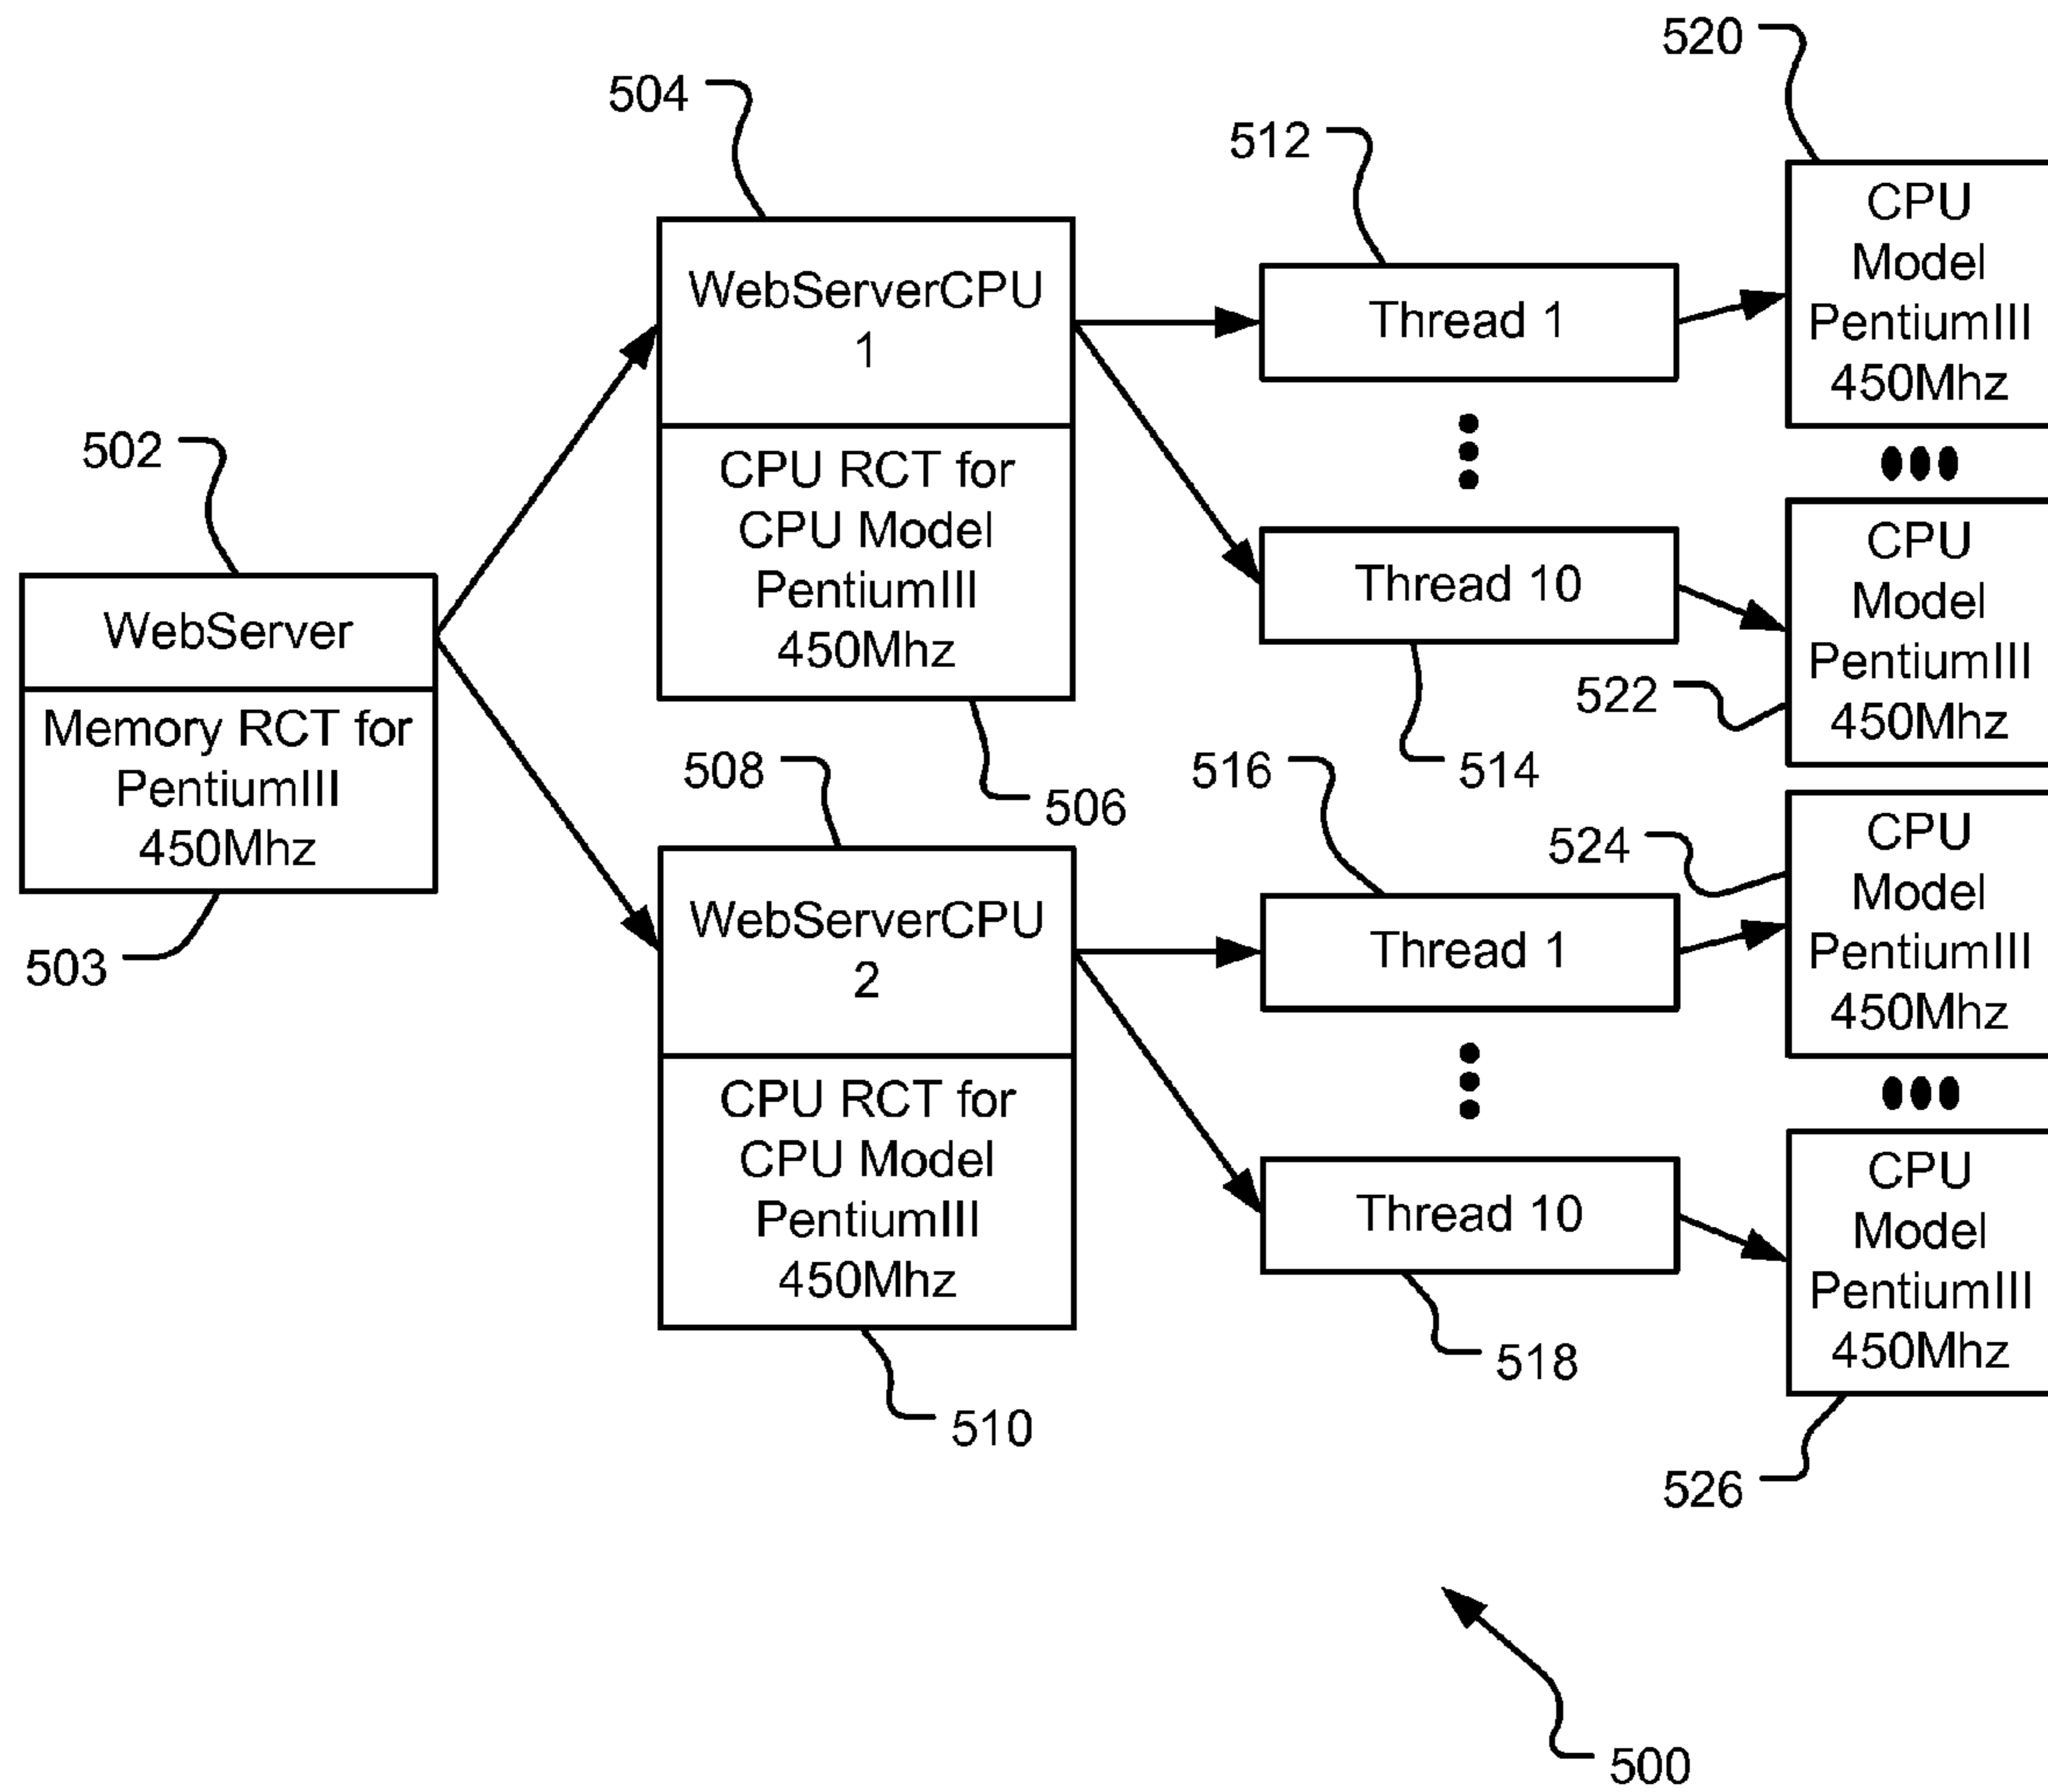 520
504
512
CPU
Model
PentiumIII
450Mhz
WebServerCPU
1
Thread 1
502
CPU RCT for
CPU Model
PentiumIII
450Mhz
Thread 10
CPU
Model
PentiumIII
450Mhz
522
WebServer
Memory RCT for
PentiumIII
450Mhz
508
506
516
514
524
CPU
Model
PentiumIII
450Mhz
503
WebServerCPU
2
Thread 1
CPU RCT for
CPU Model
PentiumIII
450Mhz
Thread 10
CPU
Model
PentiumIII
450Mhz
518
510
526
500